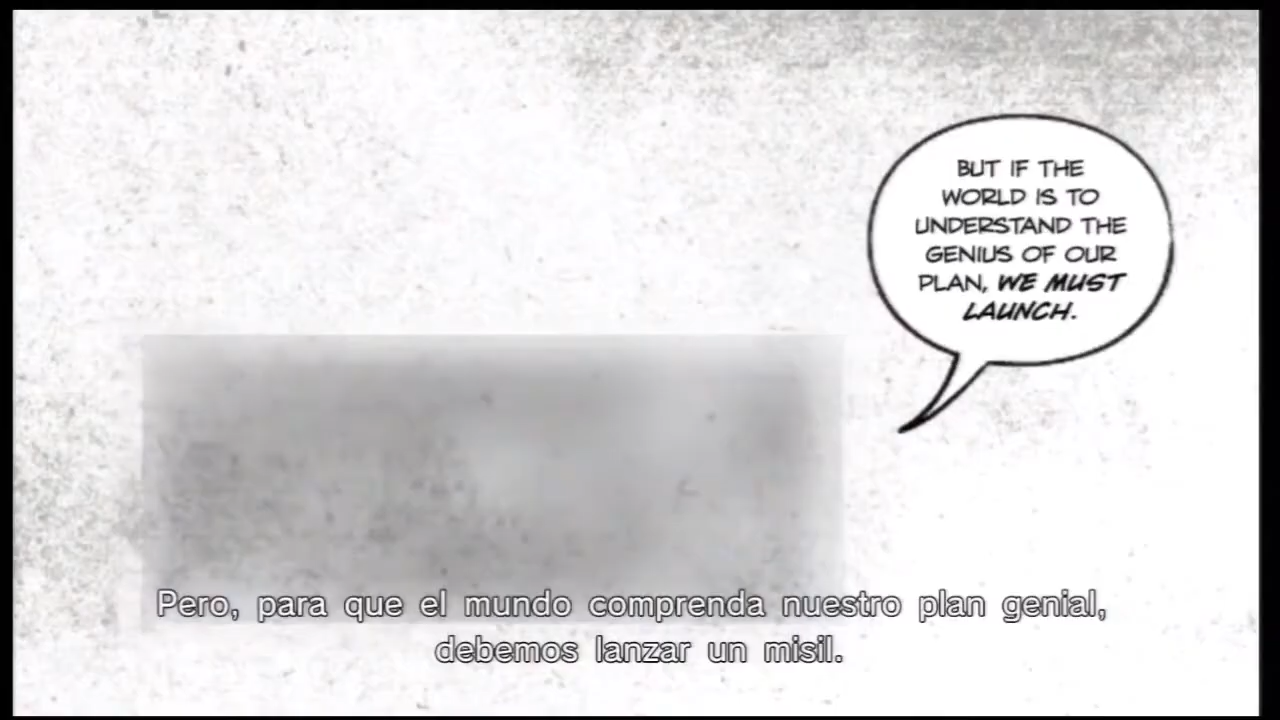 BUT IF THE
WORLD IS TO
UNDERSTAND THE
GENIUS OF OUR
PLAN, WE MUST
LAUNCH.
Pero, para que el mundo comprenda nuestro plan genial,
debemos lanzar un misil.